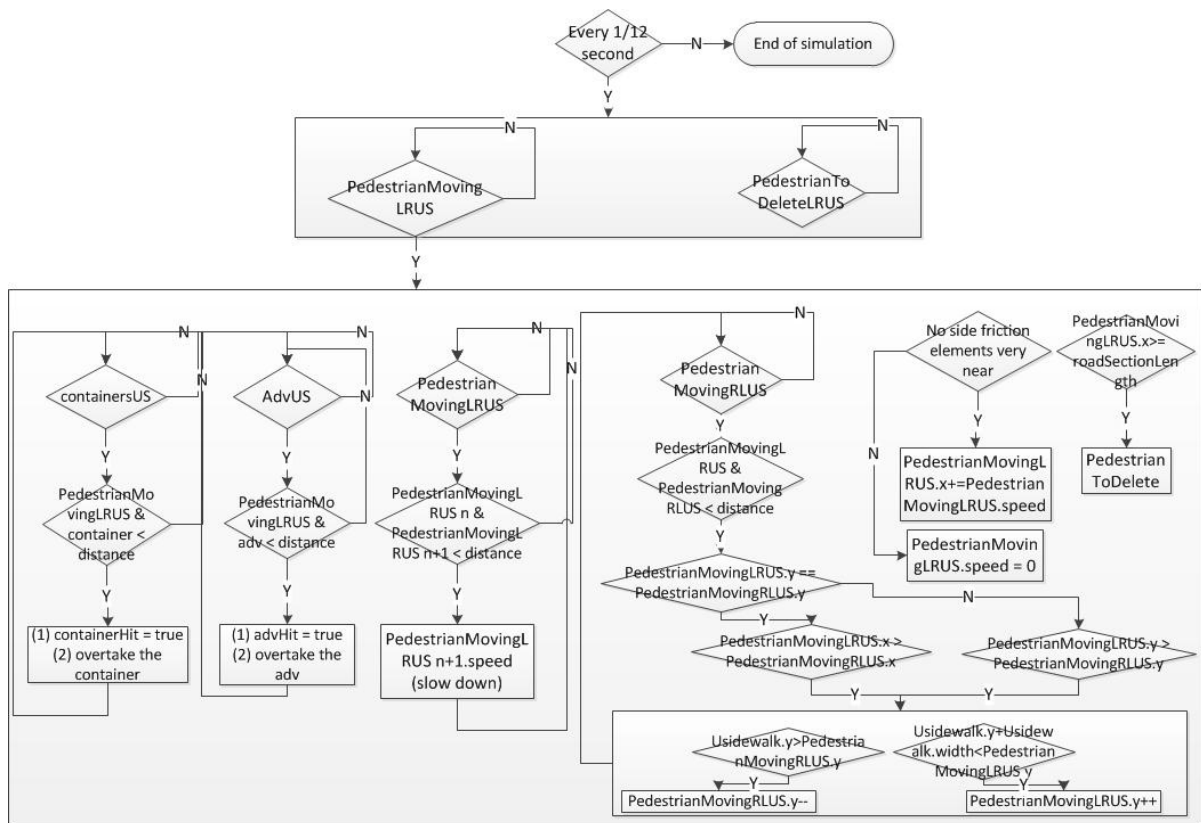 Every 1/12
second
N
End of simulation
Y
N
PedestrianMoving
LRUS
N
PedestrianTo
DeleteLRUS
Y
N
containersUS
Y
PedestrianMo
vingLRUS &
container <
distance
Y
(1) containerHit = true
(2) overtake the
container
N
N
AdvUS
N
Y
PedestrianMo
vingLRUS &
adv < distance
Y
(1) advHit = true
(2) overtake the
adv
N
N
Pedestrian
MovingLRUS
Y
PedestrianMovingL
RUS n &
PedestrianMovingL
RUS n+1 < distance
Y
PedestrianMovingL
RUS n+1.speed
(slow down)
N
Pedestrian
MovingRLUS
Y
PedestrianMovingL
RUS &
PedestrianMoving
RLUS < distance
Y
PedestrianMovingLRUS.y ==
PedestrianMovingRLUS.y
N
Y
PedestrianMovingLRUS.x >
PedestrianMovingRLUS.x
PedestrianMovingLRUS.y >
PedestrianMovingRLUS.y
Y
Y
Usidewalk.y>Pedestria
nMovingRLUS.y
Y
PedestrianMovingRLUS.y--
Usidewalk.y+Usidew
alk.width<Pedestrian
MovingLRUS y
Y
PedestrianMovingLRUS.y++
No side friction
elements very
near
Y
N
PedestrianMovingL
RUS.x+=Pedestrian
MovingLRUS.speed
PedestrianMovin
gLRUS.speed = 0
PedestrianMovi
ngLRUS.x>=
roadSectionLen
gth
Y
Pedestrian
ToDelete